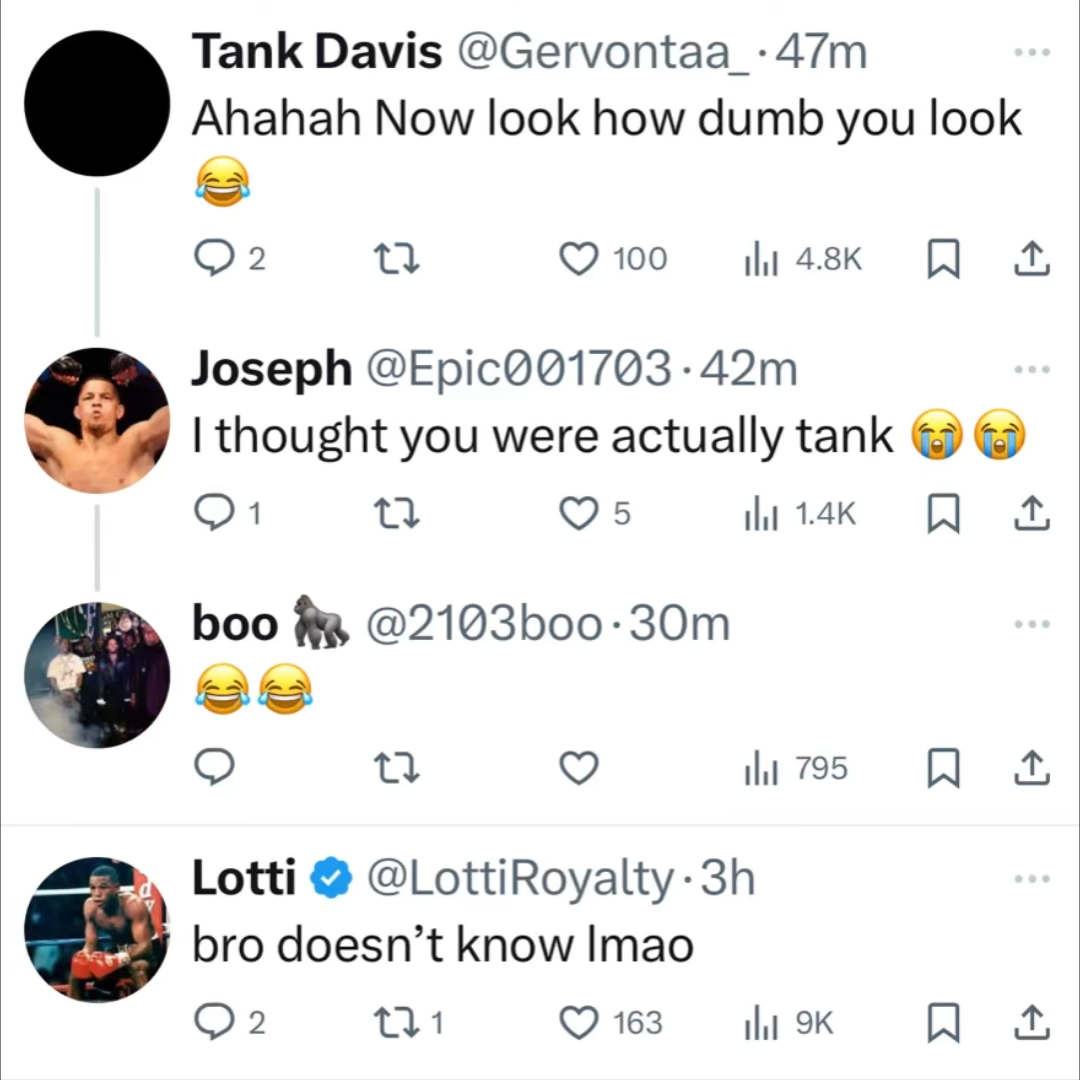 Tank Davis @Gervontaa_ · 47m
Ahahah Now look how dumb you look
😂
2 100 4.8K
Joseph @Epic001703 · 42m
I thought you were actually tank 😭😭
1 5 1.4K
boo 🦍 @2103boo · 30m
😂😂
795
Lotti @LottiRoyalty · 3h
bro doesn’t know lmao
2 1 163 9K